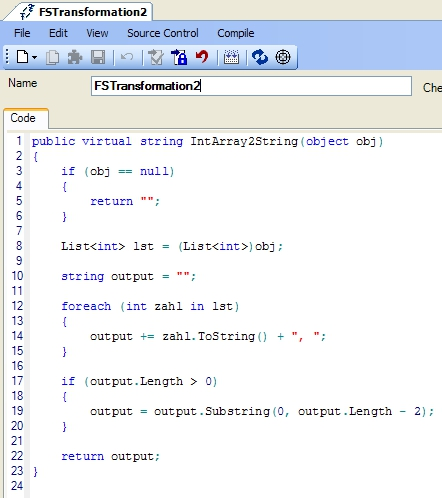 FSTransformation2
File Edit View Source Control Compile
Name FSTransformation2 Che
Code
1 public virtual string IntArray2String(object obj)
2 {
3     if (obj == null)
4     {
5         return "";
6     }
7
8     List<int> lst = (List<int>)obj;
9
10     string output = "";
11
12     foreach (int zahl in lst)
13     {
14         output += zahl.ToString() + ", ";
15     }
16
17     if (output.Length > 0)
18     {
19         output = output.Substring(0, output.Length - 2);
20     }
21
22     return output;
23 }
24